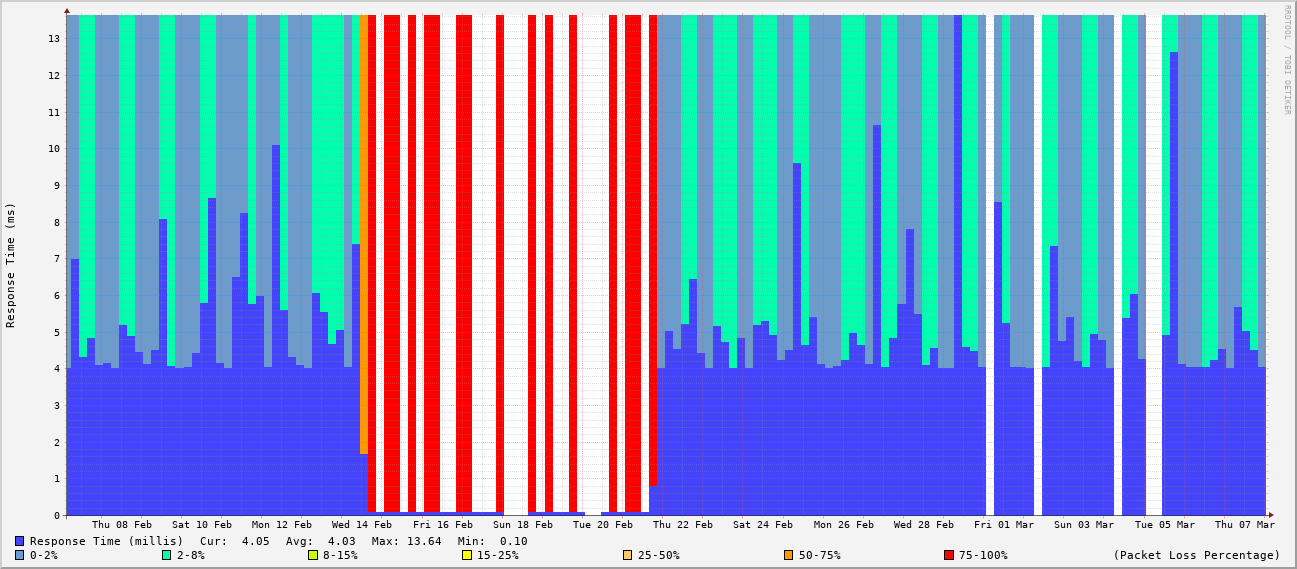 RRDTOOL / TOBI OETIKER
Response Time (ms)
13
12
11
10
9
8
7
6
5
4
3
2
1
0
Thu 08 Feb Sat 10 Feb Mon 12 Feb Wed 14 Feb Fri 16 Feb Sun 18 Feb Tue 20 Feb Thu 22 Feb Sat 24 Feb Mon 26 Feb Wed 28 Feb Fri 01 Mar Sun 03 Mar Tue 05 Mar Thu 07 Mar
Response Time (millis) Cur: 4.05 Avg: 4.03 Max: 13.64 Min: 0.10
0-2% 2-8% 8-15% 15-25% 25-50% 50-75% 75-100% (Packet Loss Percentage)